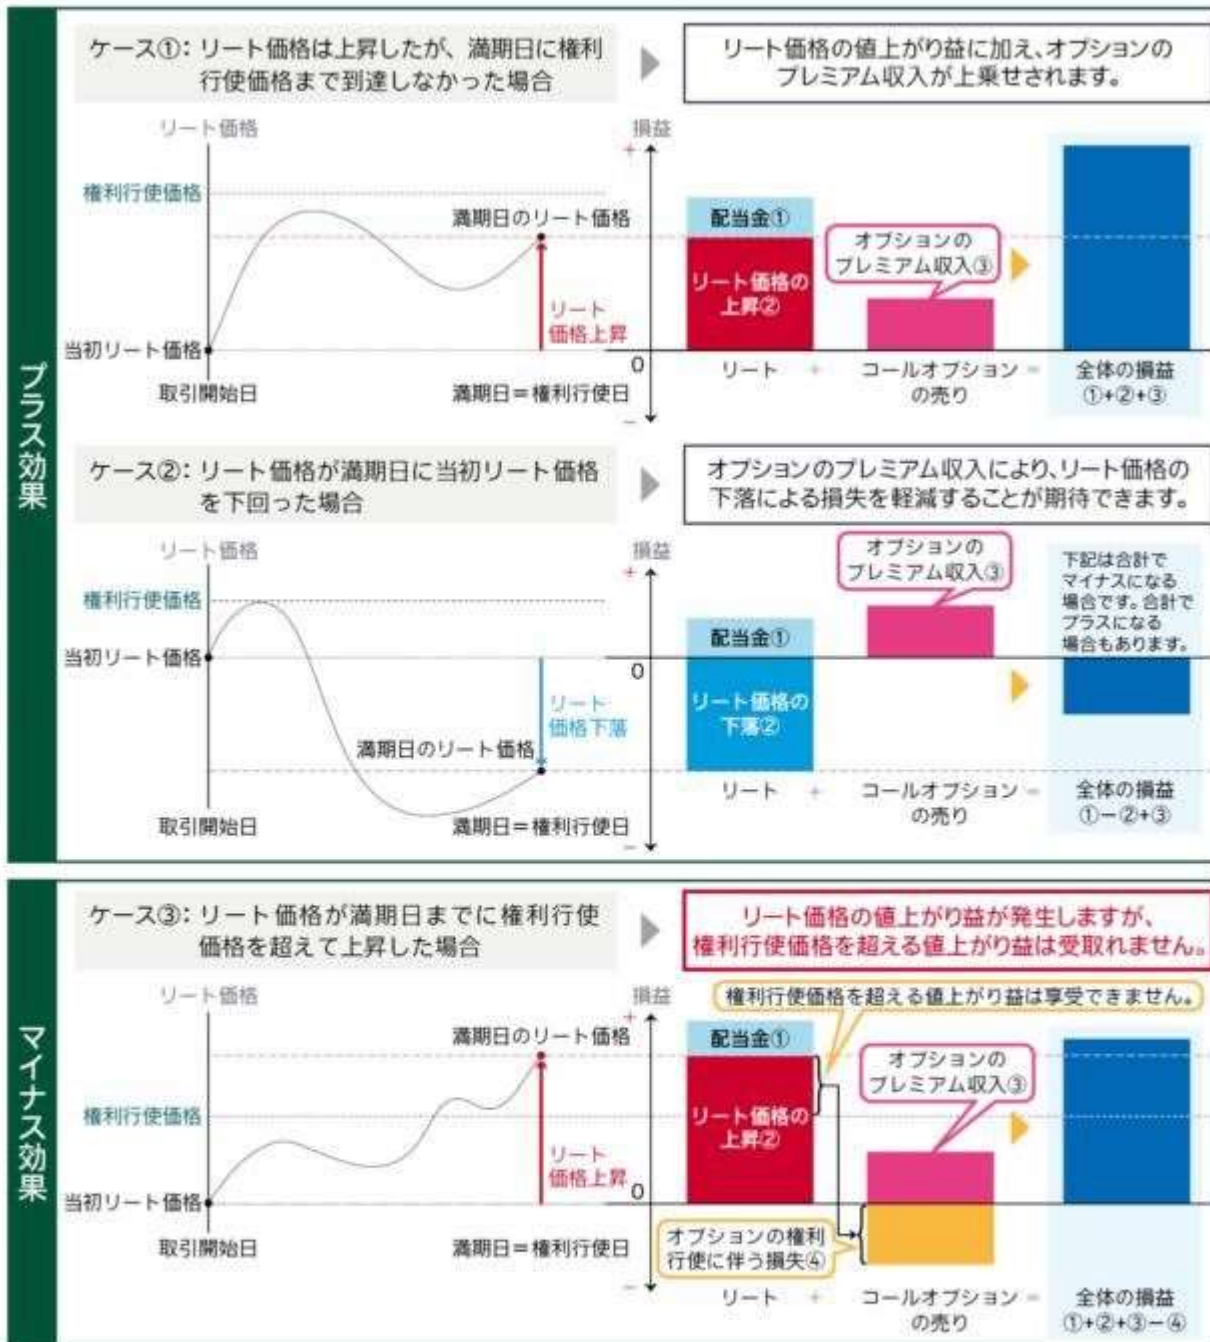 プラス効果
ケース①：リート価格は上昇したが、満期日に権利
行使価格まで到達しなかった場合
リート価格の値上がり益に加え、オプションの
プレミアム収入が上乗せされます。
リート価格
権利行使価格
満期日のリート価格
リート
価格上昇
当初リート価格
取引開始日
満期日＝権利行使日
損益
+
0
−
配当金①
リート価格の
上昇②
オプションの
プレミアム収入③
リート
+
コールオプション
の売り
=
全体の損益
①+②+③
ケース②：リート価格が満期日に当初リート価格
を下回った場合
オプションのプレミアム収入により、リート価格の
下落による損失を軽減することが期待できます。
リート価格
権利行使価格
当初リート価格
リート
価格下落
満期日のリート価格
取引開始日
満期日＝権利行使日
損益
+
0
−
配当金①
リート価格の
下落②
オプションの
プレミアム収入③
下記は合計で
マイナスになる
場合です。合計で
プラスになる
場合もあります。
リート
+
コールオプション
の売り
=
全体の損益
①−②+③
マイナス効果
ケース③：リート価格が満期日までに権利行使
価格を超えて上昇した場合
リート価格の値上がり益が発生しますが、
権利行使価格を超える値上がり益は受取れません。
リート価格
満期日のリート価格
権利行使価格
リート
価格上昇
当初リート価格
取引開始日
満期日＝権利行使日
損益
+
0
−
権利行使価格を超える値上がり益は享受できません。
配当金①
リート価格の
上昇②
オプションの
プレミアム収入③
オプションの権利
行使に伴う損失④
リート
+
コールオプション
の売り
=
全体の損益
①+②+③−④